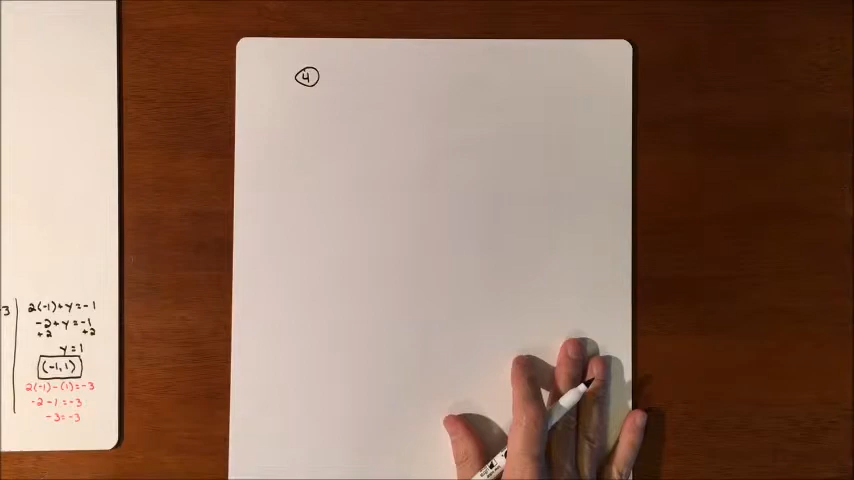 4
3
2(-1)+y=-1
-2+y=-1
+2 +2
y=1
(-1,1)
2(-1)-(1)=-3
-2-1=-3
-3=-3